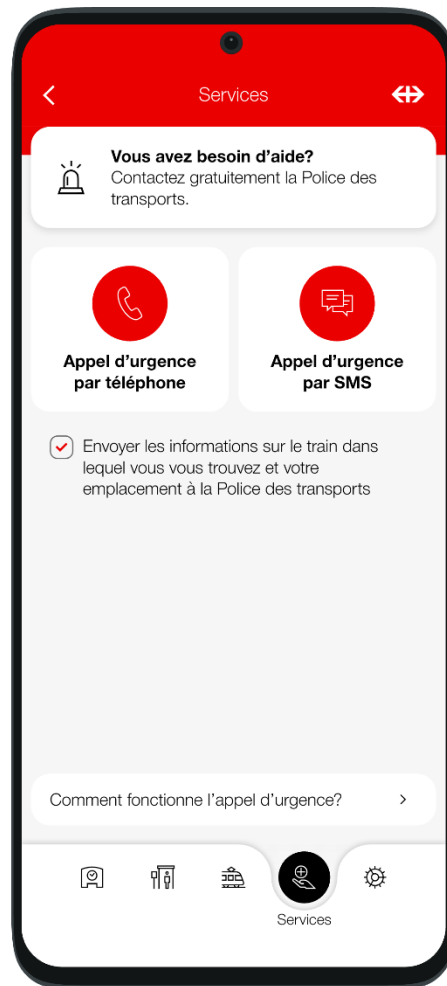 Services
Vous avez besoin d'aide?
Contactez gratuitement la Police des
transports.
Appel d'urgence
par téléphone
Appel d'urgence
par SMS
Envoyer les informations sur le train dans
lequel vous vous trouvez et votre
emplacement à la Police des transports
Comment fonctionne l'appel d'urgence?
Services